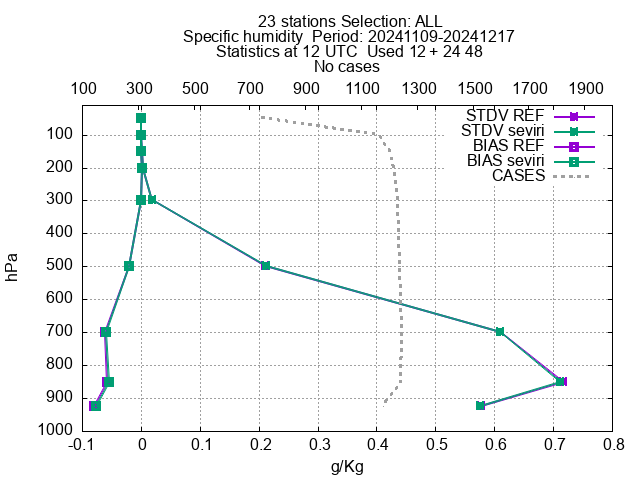 23 stations Selection: ALL
Specific humidity  Period: 20241109-20241217
Statistics at 12 UTC  Used 12 + 24 48
No cases
100 300 500 700 900 1100 1300 1500 1700 1900
STDV REF
STDV seviri
BIAS REF
BIAS seviri
CASES
100
200
300
400
500
600
700
800
900
1000
hPa
-0.1 0 0.1 0.2 0.3 0.4 0.5 0.6 0.7 0.8
g/Kg